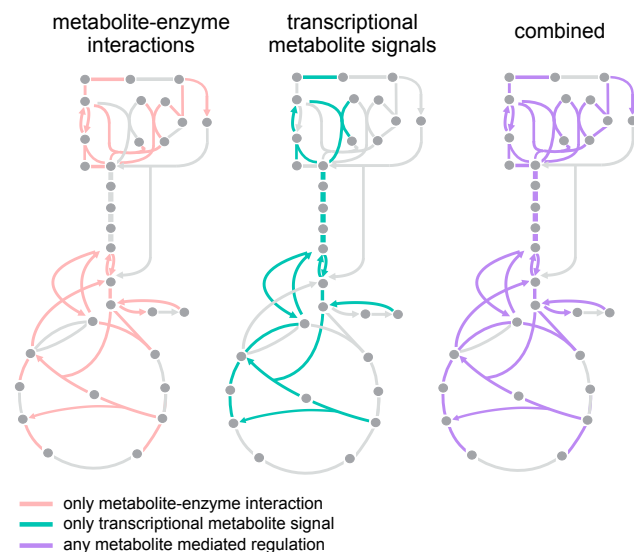 metabolite-enzyme
interactions
transcriptional
metabolite signals
combined
only metabolite-enzyme interaction
only transcriptional metabolite signal
any metabolite mediated regulation